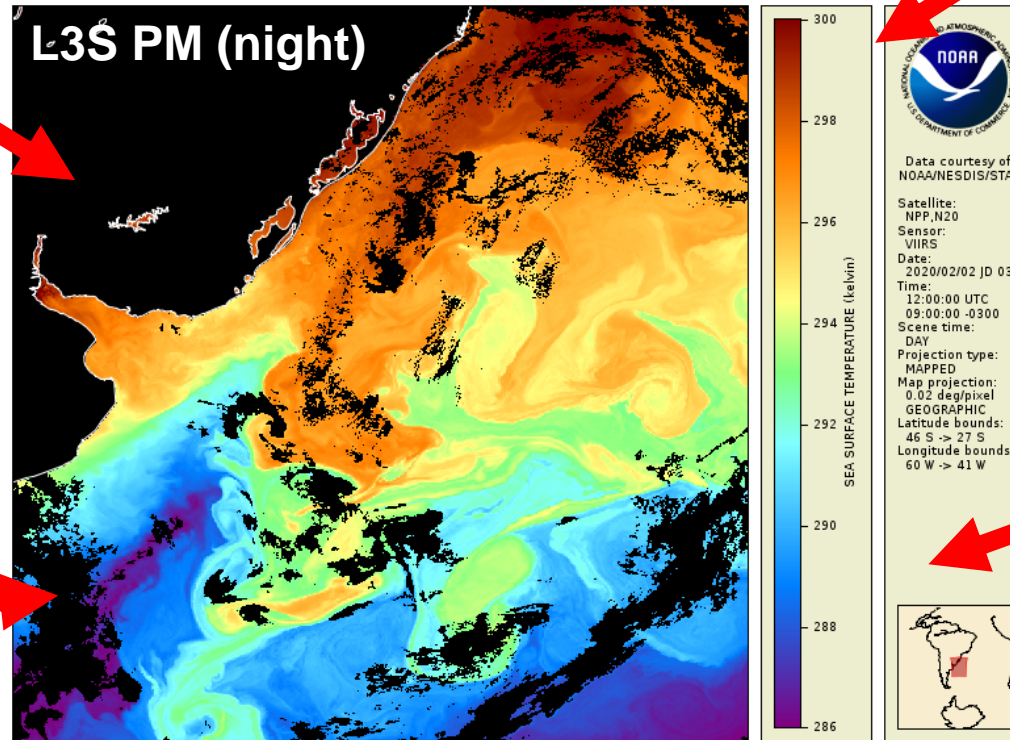 L3S PM (night)
300
298
296
294
292
290
288
286
SEA SURFACE TEMPERATURE (kelvin)
NOAA
Data courtesy of
NOAA/NESDIS/STA
Satellite:
NPP,N20
Sensor:
VIIRS
Date:
2020/02/02 JD 03
Time:
12:00:00 UTC
09:00:00 -0300
Scene time:
DAY
Projection type:
MAPPED
Map projection:
0.02 deg/pixel
GEOGRAPHIC
Latitude bounds:
46 S -> 27 S
Longitude bounds
60 W -> 41 W